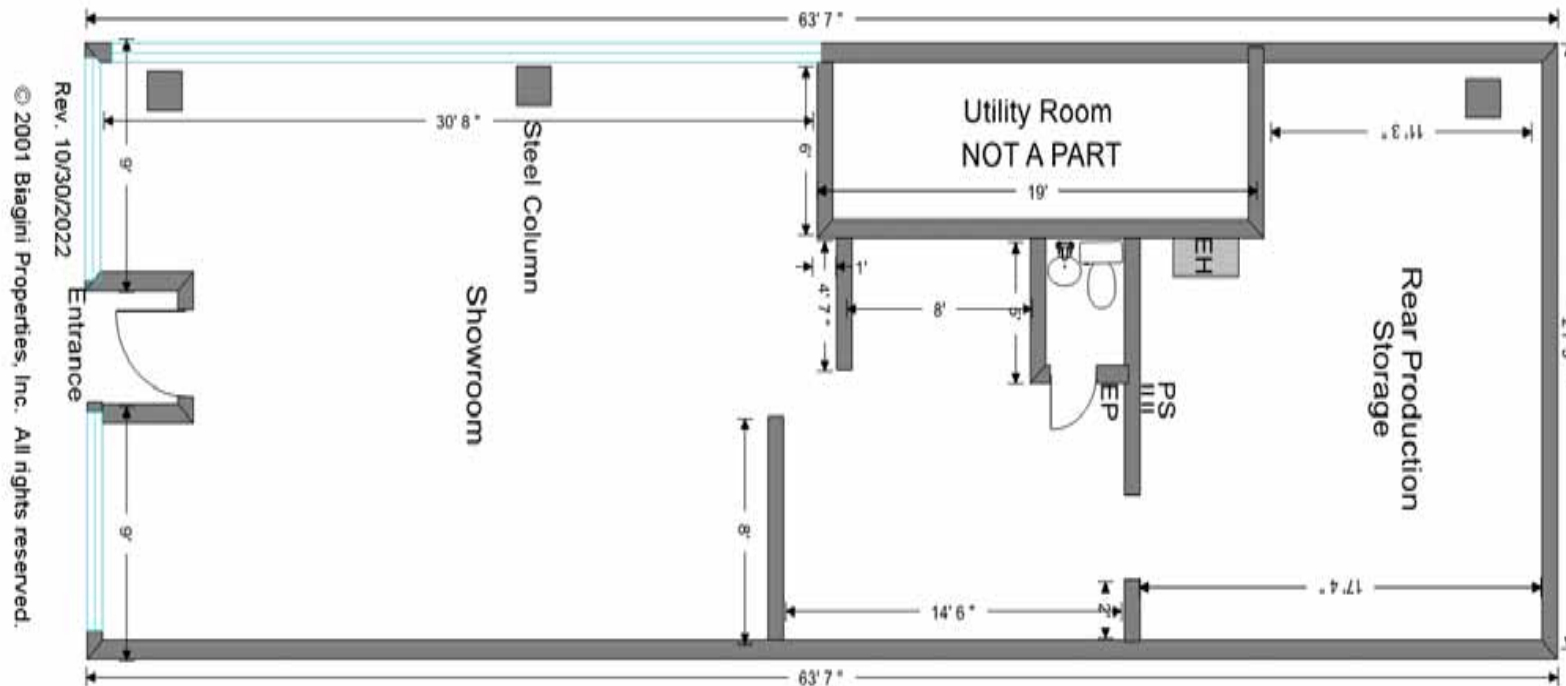 63' 7 "
Rev. 10/30/2022
© 2001 Biagini Properties, Inc. All rights reserved.
9'
30' 8 "
Steel Column
6'
Utility Room
NOT A PART
19'
11' 3 "
Entrance
Showroom
1'
4' 7 "
8'
5'
EH
PS
EP
Rear Production
Storage
9'
8'
14' 6 "
2'
17' 4 "
63' 7 "